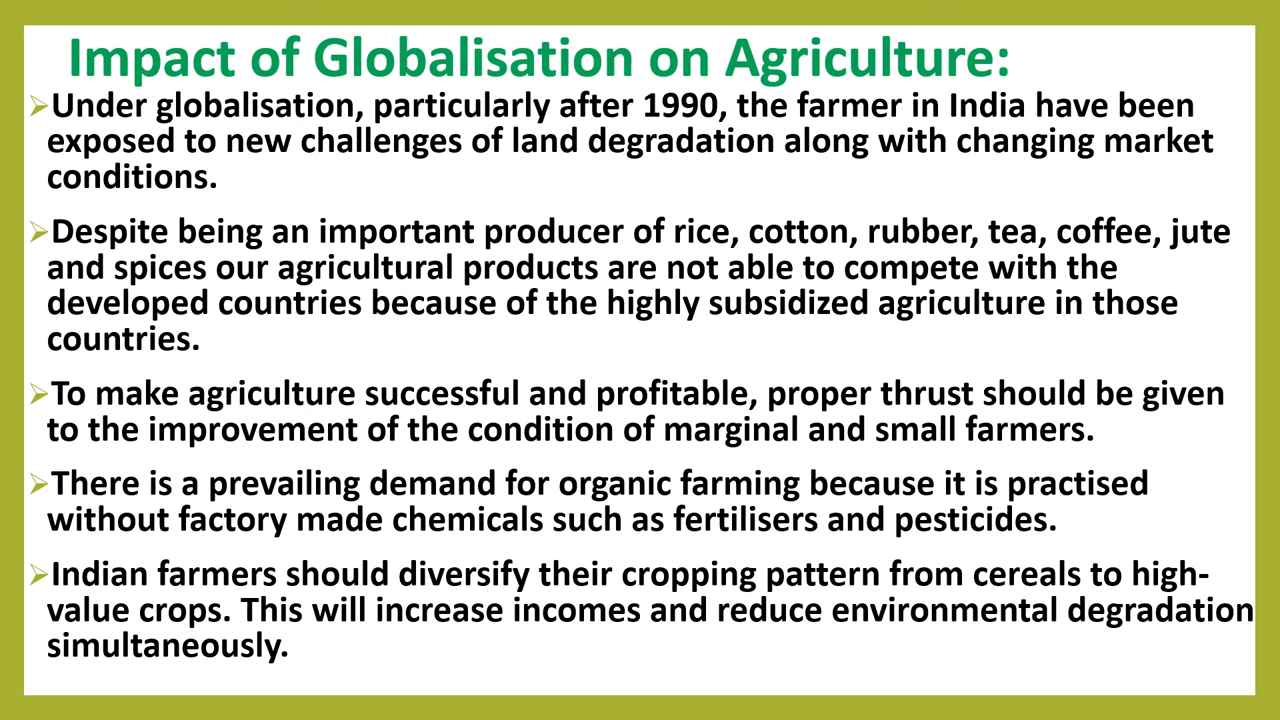 Impact of Globalisation on Agriculture:
➢Under globalisation, particularly after 1990, the farmer in India have been
exposed to new challenges of land degradation along with changing market
conditions.
➢Despite being an important producer of rice, cotton, rubber, tea, coffee, jute
and spices our agricultural products are not able to compete with the
developed countries because of the highly subsidized agriculture in those
countries.
➢To make agriculture successful and profitable, proper thrust should be given
to the improvement of the condition of marginal and small farmers.
➢There is a prevailing demand for organic farming because it is practised
without factory made chemicals such as fertilisers and pesticides.
➢Indian farmers should diversify their cropping pattern from cereals to high-
value crops. This will increase incomes and reduce environmental degradation
simultaneously.